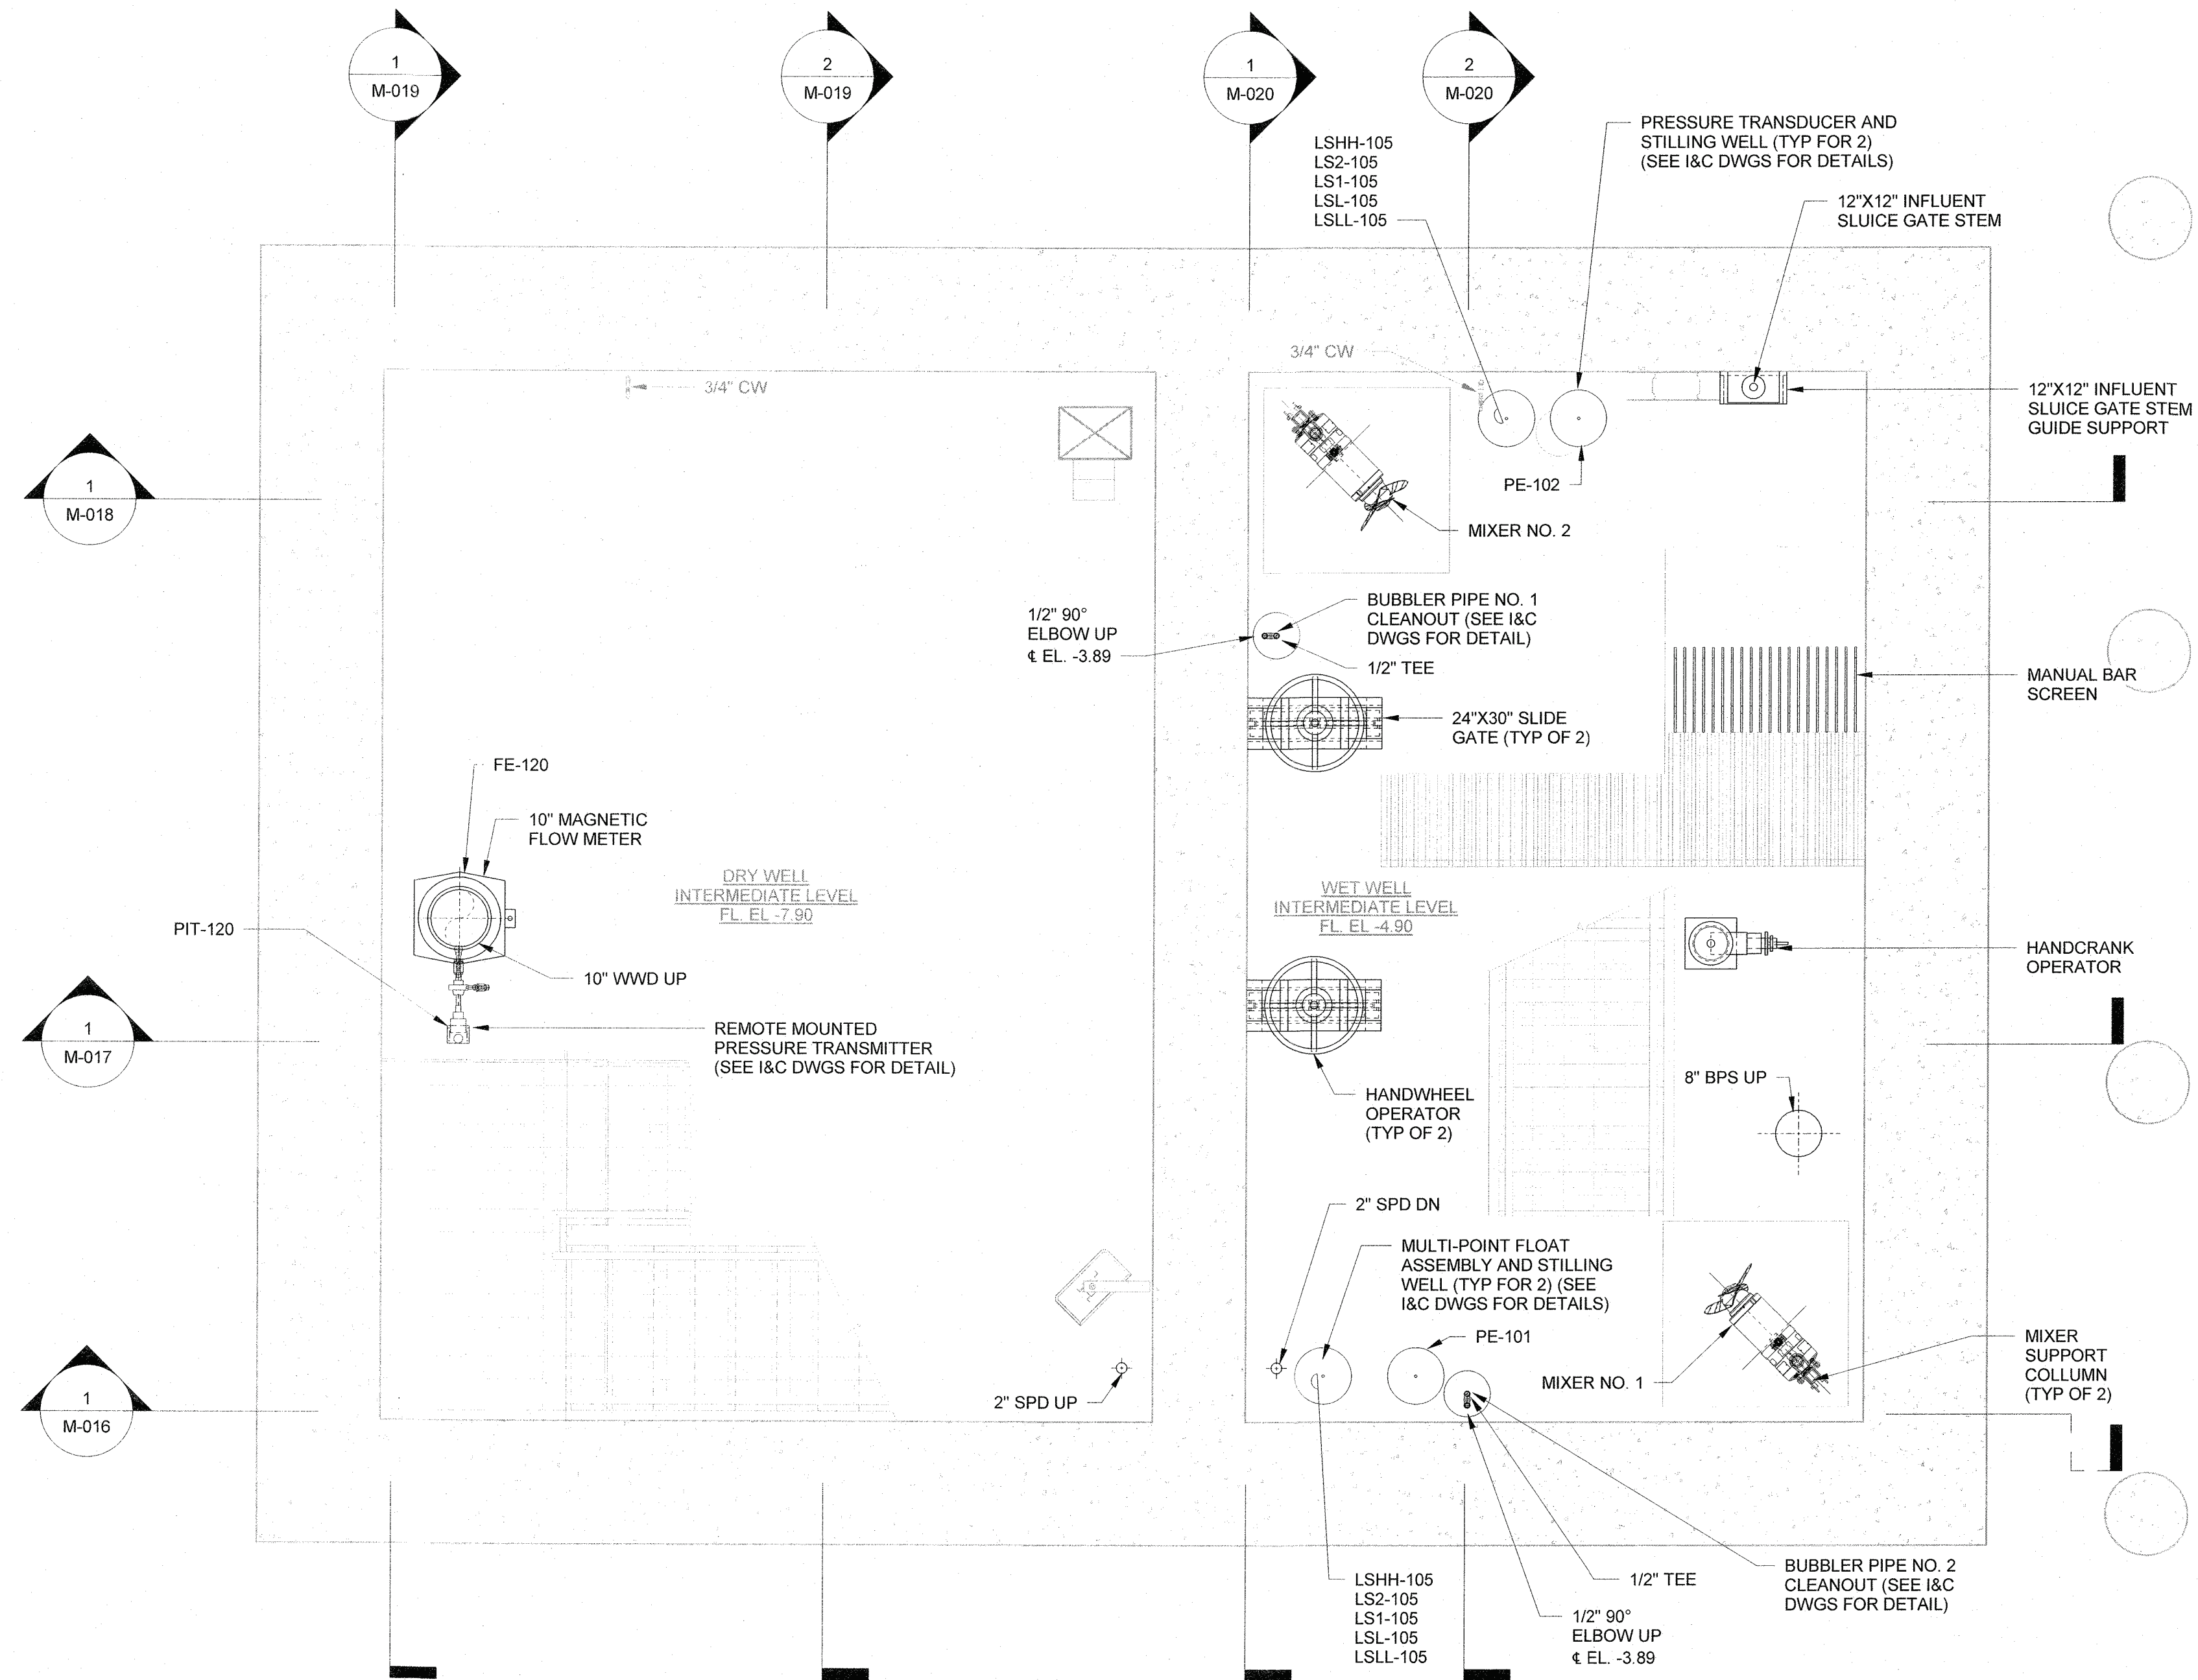 1
M-019
2
M-019
1
M-020
2
M-020
LSHH-105
LS2-105
LS1-105
LSL-105
LSLL-105
PRESSURE TRANSDUCER AND
STILLING WELL (TYP FOR 2)
(SEE I&C DWGS FOR DETAILS)
12"X12" INFLUENT
SLUICE GATE STEM
3/4" CW
3/4" CW
12"X12" INFLUENT
SLUICE GATE STEM
GUIDE SUPPORT
1
M-018
PE-102
MIXER NO. 2
1/2" 90°
ELBOW UP
℄ EL. -3.89
BUBBLER PIPE NO. 1
CLEANOUT (SEE I&C
DWGS FOR DETAIL)
1/2" TEE
MANUAL BAR
SCREEN
24"X30" SLIDE
GATE (TYP OF 2)
FE-120
10" MAGNETIC
FLOW METER
DRY WELL
INTERMEDIATE LEVEL
FL. EL -7.90
WET WELL
INTERMEDIATE LEVEL
FL. EL -4.90
PIT-120
10" WWD UP
HANDCRANK
OPERATOR
1
M-017
REMOTE MOUNTED
PRESSURE TRANSMITTER
(SEE I&C DWGS FOR DETAIL)
HANDWHEEL
OPERATOR
(TYP OF 2)
8" BPS UP
2" SPD DN
MULTI-POINT FLOAT
ASSEMBLY AND STILLING
WELL (TYP FOR 2) (SEE
I&C DWGS FOR DETAILS)
PE-101
MIXER NO. 1
MIXER
SUPPORT
COLLUMN
(TYP OF 2)
1
M-016
2" SPD UP
LSHH-105
LS2-105
LS1-105
LSL-105
LSLL-105
1/2" TEE
1/2" 90°
ELBOW UP
℄ EL. -3.89
BUBBLER PIPE NO. 2
CLEANOUT (SEE I&C
DWGS FOR DETAIL)